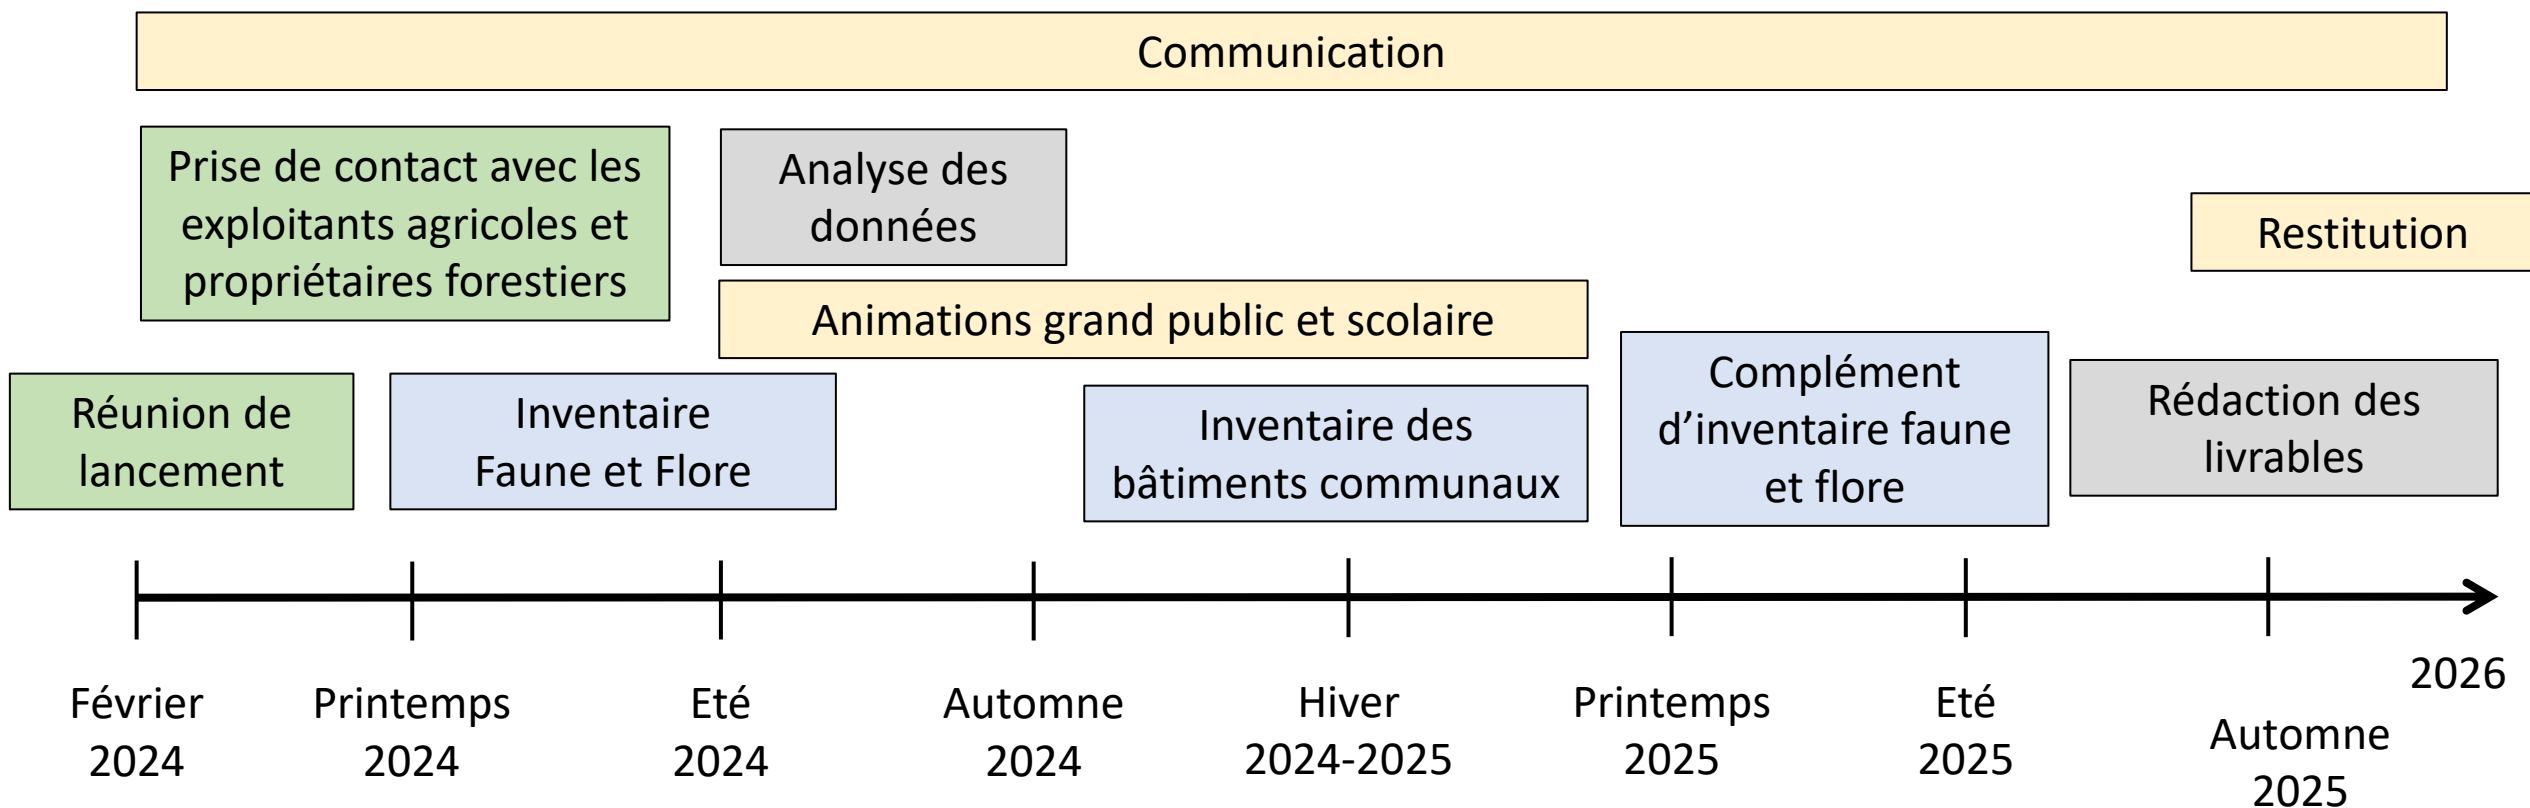 Communication
Prise de contact avec les
exploitants agricoles et
propriétaires forestiers
Analyse des
données
Restitution
Animations grand public et scolaire
Réunion de
lancement
Inventaire
Faune et Flore
Inventaire des
bâtiments communaux
Complément
d’inventaire faune
et flore
Rédaction des
livrables
Février
2024
Printemps
2024
Eté
2024
Automne
2024
Hiver
2024-2025
Printemps
2025
Eté
2025
Automne
2025
2026